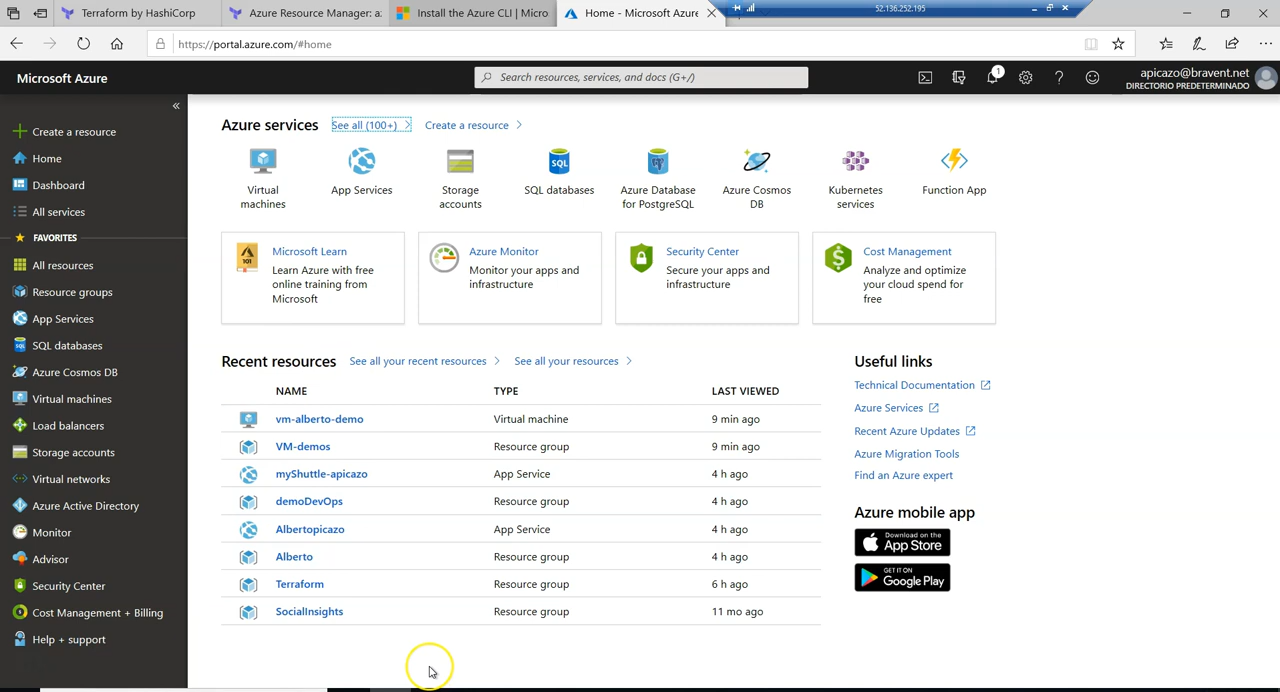 Terraform by HashiCorp
Azure Resource Manager: a:
Install the Azure CLI | Micro
Home - Microsoft Azure
52.136.252.195
https://portal.azure.com/#home
Microsoft Azure
Search resources, services, and docs (G+/)
1
apicazo@bravent.net
DIRECTORIO PREDETERMINADO
Create a resource
Home
Dashboard
All services
FAVORITES
All resources
Resource groups
App Services
SQL databases
Azure Cosmos DB
Virtual machines
Load balancers
Storage accounts
Virtual networks
Azure Active Directory
Monitor
Advisor
Security Center
Cost Management + Billing
Help + support
Azure services
See all (100+)
Create a resource
Virtual
machines
App Services
Storage
accounts
SQL
SQL databases
Azure Database
for PostgreSQL
Azure Cosmos
DB
Kubernetes
services
Function App
101
Microsoft Learn
Learn Azure with free
online training from
Microsoft
Azure Monitor
Monitor your apps and
infrastructure
Security Center
Secure your apps and
infrastructure
$
Cost Management
Analyze and optimize
your cloud spend for
free
Recent resources
See all your recent resources
See all your resources
NAME TYPE LAST VIEWED
vm-alberto-demo Virtual machine 9 min ago
VM-demos Resource group 9 min ago
myShuttle-apicazo App Service 4 h ago
demoDevOps Resource group 4 h ago
Albertopicazo App Service 4 h ago
Alberto Resource group 4 h ago
Terraform Resource group 6 h ago
SocialInsights Resource group 11 mo ago
Useful links
Technical Documentation
Azure Services
Recent Azure Updates
Azure Migration Tools
Find an Azure expert
Azure mobile app
Download on the
App Store
GET IT ON
Google Play